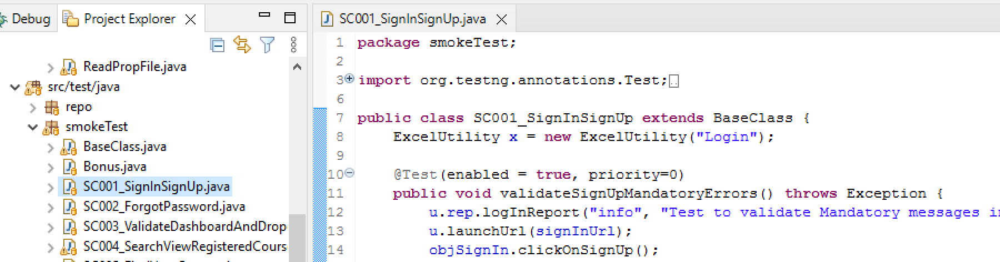 Debug
Project Explorer
ReadPropFile.java
src/test/java
repo
smokeTest
BaseClass.java
Bonus.java
SC001_SignInSignUp.java
SC002_ForgotPassword.java
SC003_ValidateDashboardAndDrop
SC004_SearchViewRegisteredCours
SC001_SignInSignUp.java
1 package smokeTest;
2
3 import org.testng.annotations.Test;
6
7 public class SC001_SignInSignUp extends BaseClass {
8 ExcelUtility x = new ExcelUtility("Login");
9
10 @Test(enabled = true, priority=0)
11 public void validateSignUpMandatoryErrors() throws Exception {
12 u.rep.logInReport("info", "Test to validate Mandatory messages in
13 u.launchUrl(signInUrl);
14 objSignIn.clickOnSignUp();